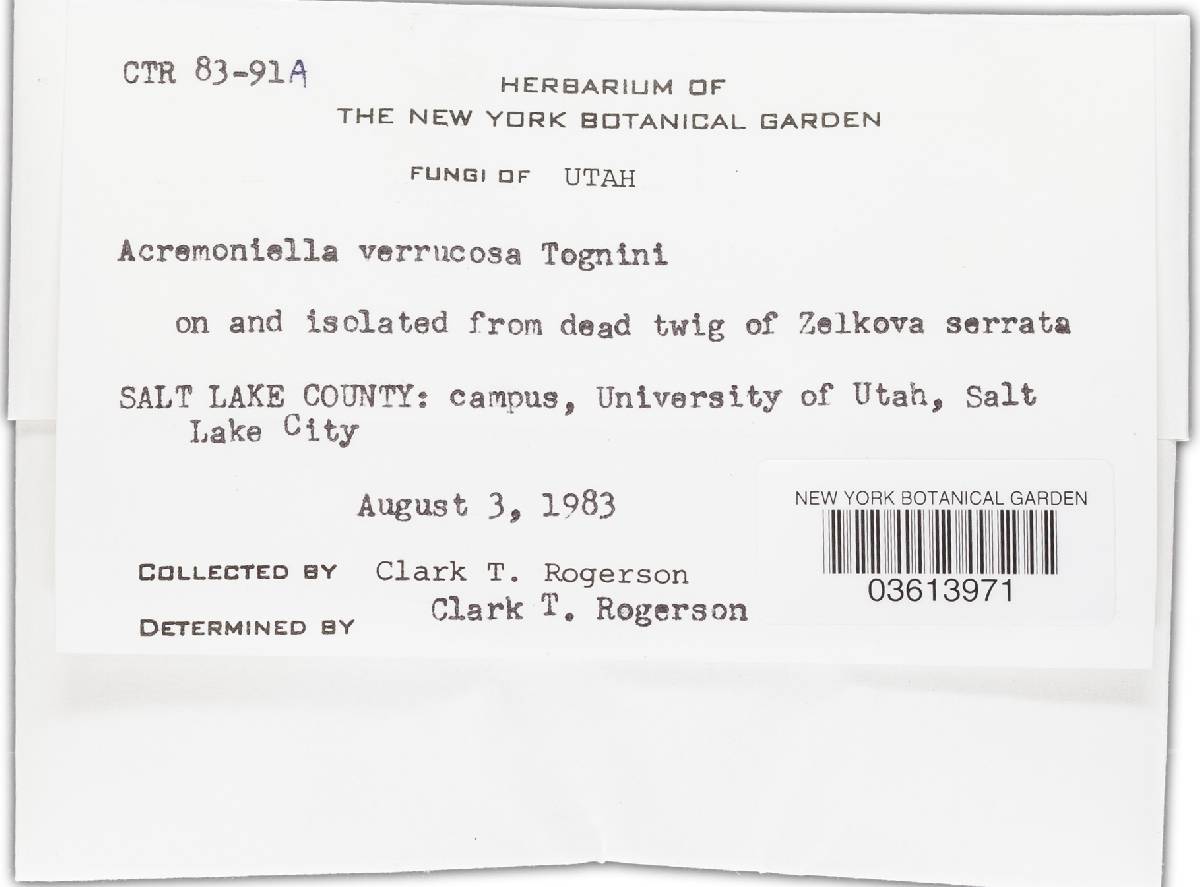 CTR 83-91A
HERBARIUM OF
THE NEW YORK BOTANICAL GARDEN
FUNGI OF UTAH
Acremoniella verrucosa Tognini
on and isolated from dead twig of Zelkova serrata
SALT LAKE COUNTY: campus, University of Utah, Salt
Lake City
August 3, 1983
NEW YORK BOTANICAL GARDEN
03613971
COLLECTED BY Clark T. Rogerson
Clark T. Rogerson
DETERMINED BY